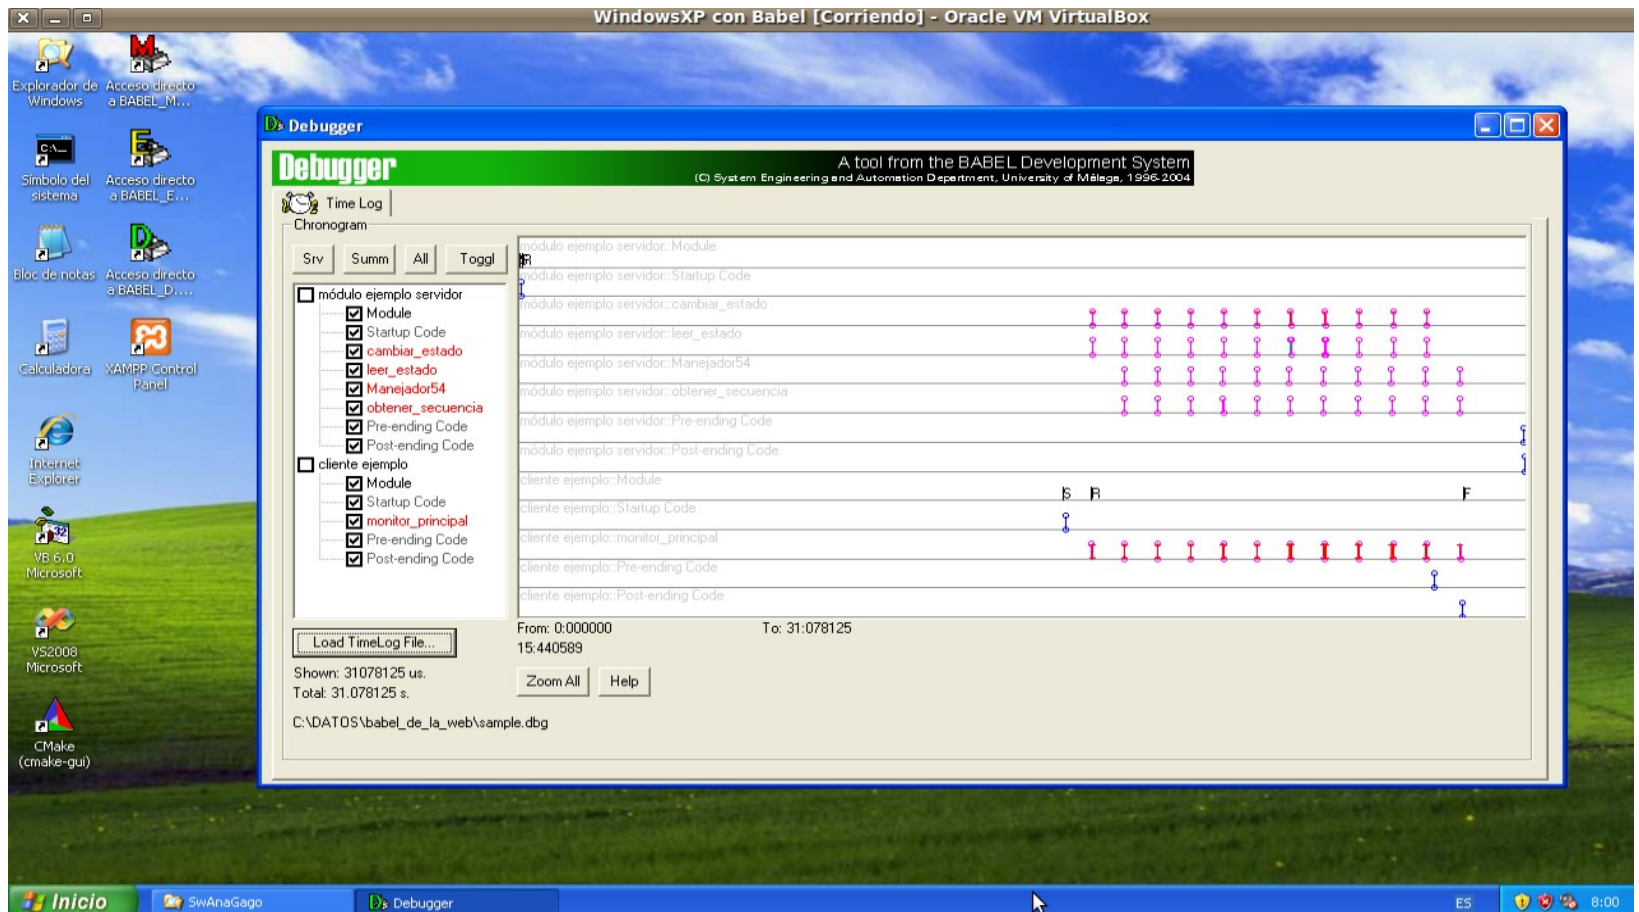 WindowsXP con Babel [Corriendo] - Oracle VM VirtualBox
Explorador de Windows
Acceso directo a BABEL_M...
Símbolo del sistema
Acceso directo a BABEL_E...
Bloc de notas
Acceso directo a BABEL_D....
Calculadora
XAMPP Control Panel
Internet Explorer
VB 6.0 Microsoft
VS2008 Microsoft
CMake (cmake-gui)
Debugger
Debugger
A tool from the BABEL Development System
(C) System Engineering and Automation Department, University of Málaga, 1996-2004
Time Log
Chronogram
Srv Summ All Toggl
módulo ejemplo servidor
Module
Startup Code
cambiar_estado
leer_estado
Manejador54
obtener_secuencia
Pre-ending Code
Post-ending Code
cliente ejemplo
Module
Startup Code
monitor_principal
Pre-ending Code
Post-ending Code
módulo ejemplo servidor::Module
R
módulo ejemplo servidor::Startup Code
módulo ejemplo servidor::cambiar_estado
módulo ejemplo servidor::leer_estado
módulo ejemplo servidor::Manejador54
módulo ejemplo servidor::obtener_secuencia
módulo ejemplo servidor::Pre-ending Code
módulo ejemplo servidor::Post-ending Code
cliente ejemplo::Module
S R F
cliente ejemplo::Startup Code
cliente ejemplo::monitor_principal
cliente ejemplo::Pre-ending Code
cliente ejemplo::Post-ending Code
Load TimeLog File...
From: 0:000000 To: 31:078125
15:440589
Shown: 31078125 us.
Total: 31.078125 s.
Zoom All Help
C:\DATOS\babel_de_la_web\sample.dbg
Inicio SwAnaGago Debugger ES 8:00